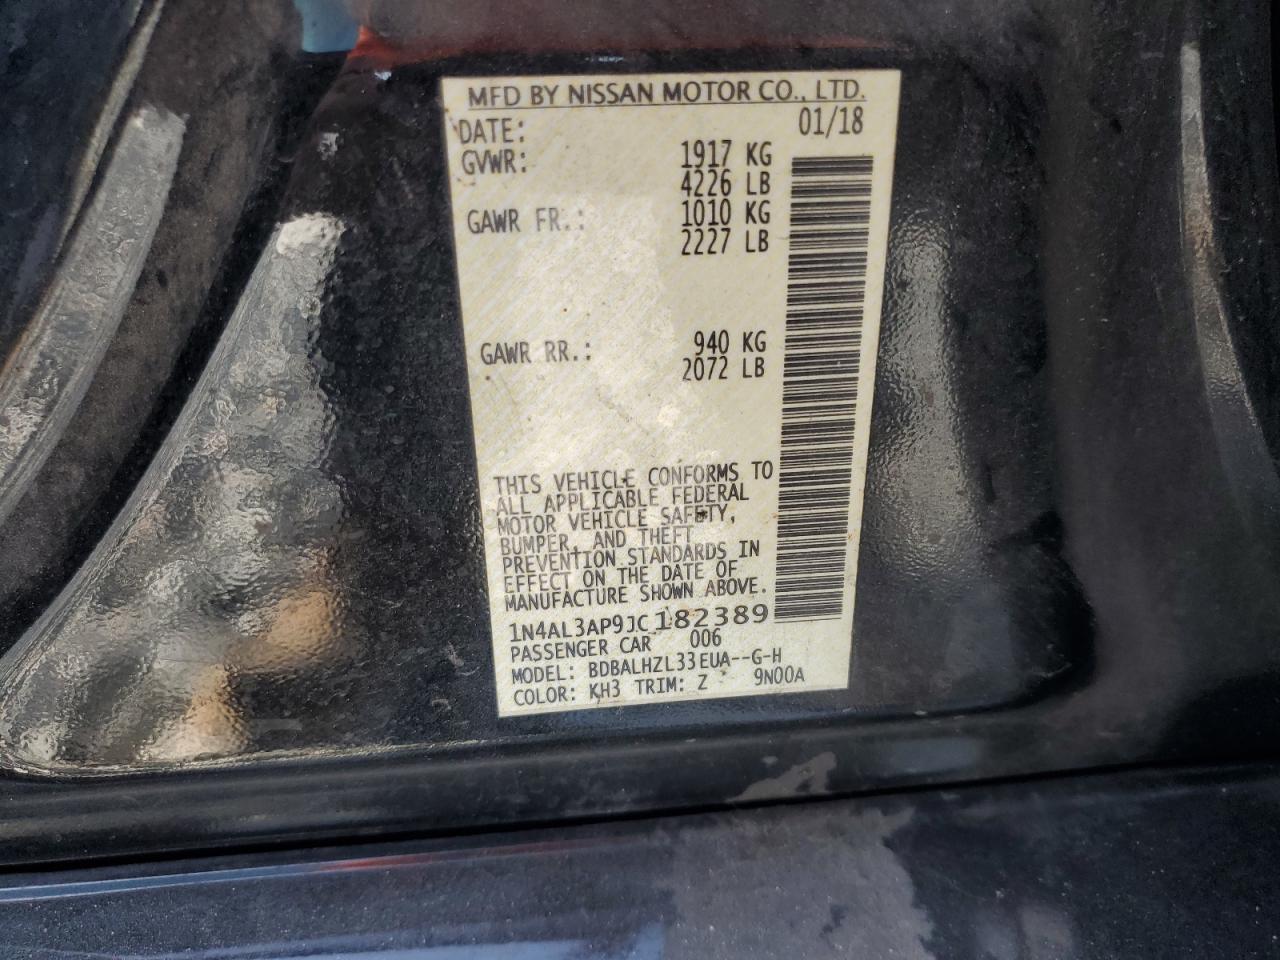 MFD BY NISSAN MOTOR CO., LTD.
DATE: 01/18
GVWR: 1917 KG
4226 LB
GAWR FR.: 1010 KG
2227 LB
GAWR RR.: 940 KG
2072 LB
THIS VEHICLE CONFORMS TO
ALL APPLICABLE FEDERAL
MOTOR VEHICLE SAFETY,
BUMPER, AND THEFT
PREVENTION STANDARDS IN
EFFECT ON THE DATE OF
MANUFACTURE SHOWN ABOVE.
1N4AL3AP9JC182389
PASSENGER CAR 006
MODEL: BDBALHZL33EUA--G-H
COLOR: KH3 TRIM: Z 9N00A